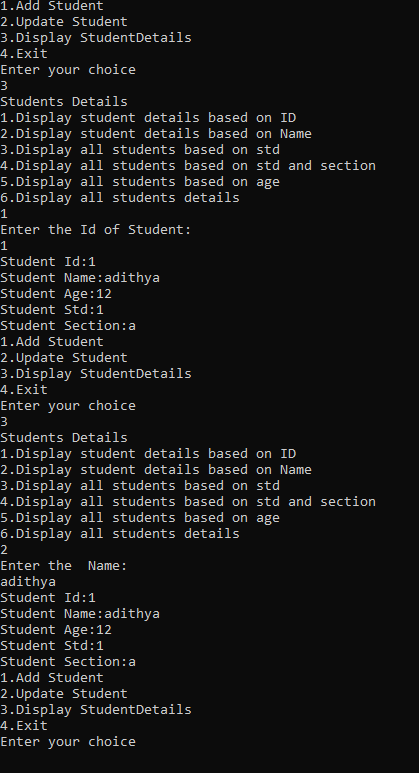 1.Add Student
2.Update Student
3.Display StudentDetails
4.Exit
Enter your choice
3
Students Details
1.Display student details based on ID
2.Display student details based on Name
3.Display all students based on std
4.Display all students based on std and section
5.Display all students based on age
6.Display all students details
1
Enter the Id of Student:
1
Student Id:1
Student Name:adithya
Student Age:12
Student Std:1
Student Section:a
1.Add Student
2.Update Student
3.Display StudentDetails
4.Exit
Enter your choice
3
Students Details
1.Display student details based on ID
2.Display student details based on Name
3.Display all students based on std
4.Display all students based on std and section
5.Display all students based on age
6.Display all students details
2
Enter the  Name:
adithya
Student Id:1
Student Name:adithya
Student Age:12
Student Std:1
Student Section:a
1.Add Student
2.Update Student
3.Display StudentDetails
4.Exit
Enter your choice